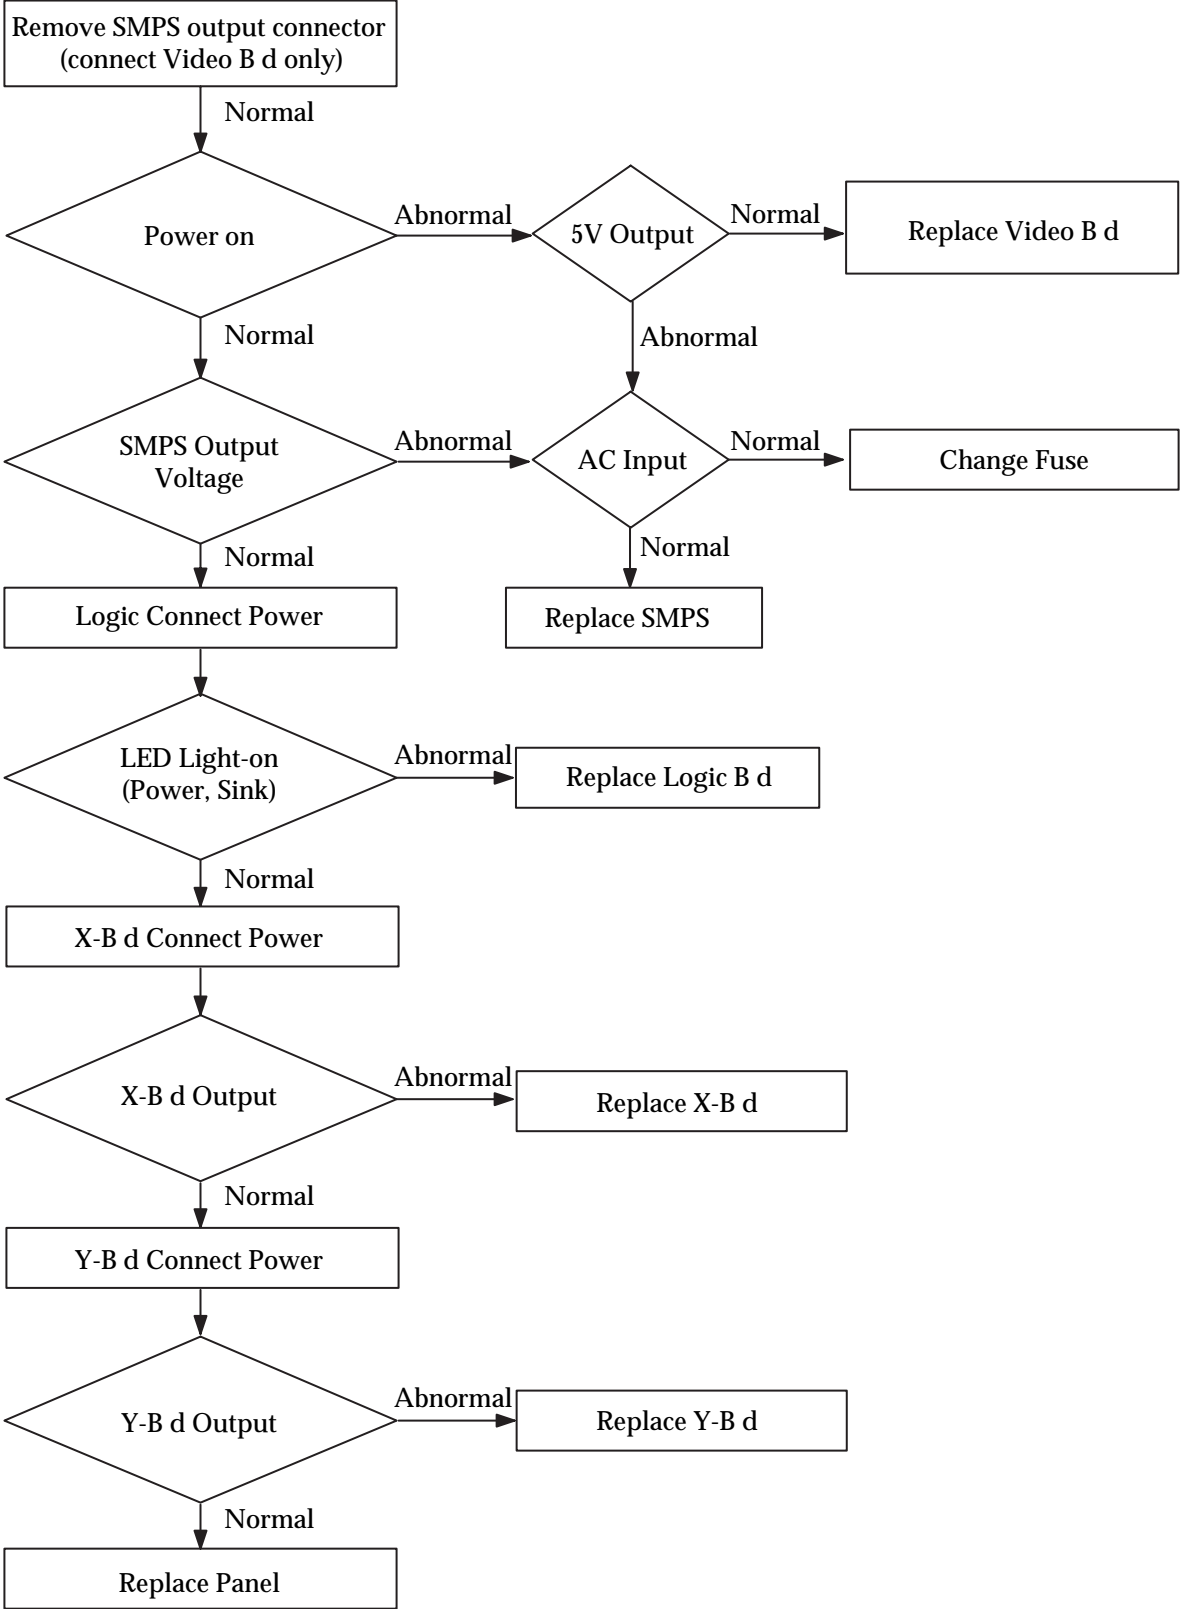 Remove SMPS output connector
(connect Video B d only)
Normal
Power on
Abnormal
5V Output
Normal
Replace Video B d
Normal
Abnormal
SMPS Output
Voltage
Abnormal
AC Input
Normal
Change Fuse
Normal
Normal
Logic Connect Power
Replace SMPS
LED Light-on
(Power, Sink)
Abnormal
Replace Logic B d
Normal
X-B d Connect Power
X-B d Output
Abnormal
Replace X-B d
Normal
Y-B d Connect Power
Y-B d Output
Abnormal
Replace Y-B d
Normal
Replace Panel